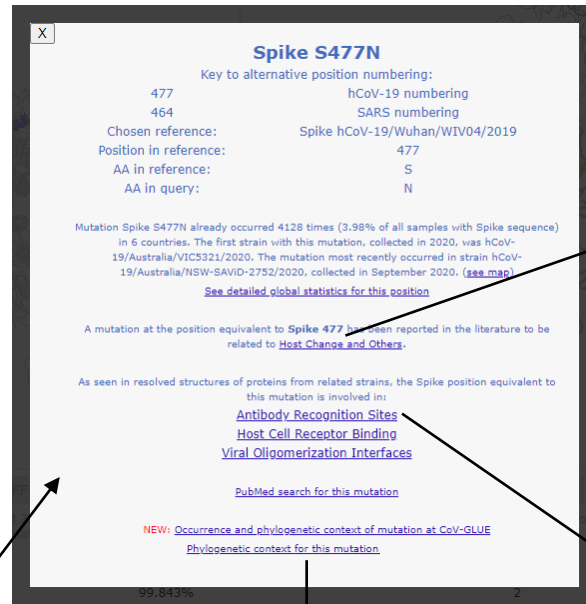 X
Spike S477N
Key to alternative position numbering:
477 hCoV-19 numbering
464 SARS numbering
Chosen reference: Spike hCoV-19/Wuhan/WIV04/2019
Position in reference: 477
AA in reference: S
AA in query: N
Mutation Spike S477N already occurred 4128 times (3.98% of all samples with Spike sequence)
in 6 countries. The first strain with this mutation, collected in 2020, was hCoV-
19/Australia/VIC5321/2020. The mutation most recently occurred in strain hCoV-
19/Australia/NSW-SAViD-2752/2020, collected in September 2020. (see map)
See detailed global statistics for this position
A mutation at the position equivalent to Spike 477 has been reported in the literature to be
related to Host Change and Others.
As seen in resolved structures of proteins from related strains, the Spike position equivalent to
this mutation is involved in:
Antibody Recognition Sites
Host Cell Receptor Binding
Viral Oligomerization Interfaces
PubMed search for this mutation
NEW: Occurrence and phylogenetic context of mutation at CoV-GLUE
Phylogenetic context for this mutation
99.843% 2